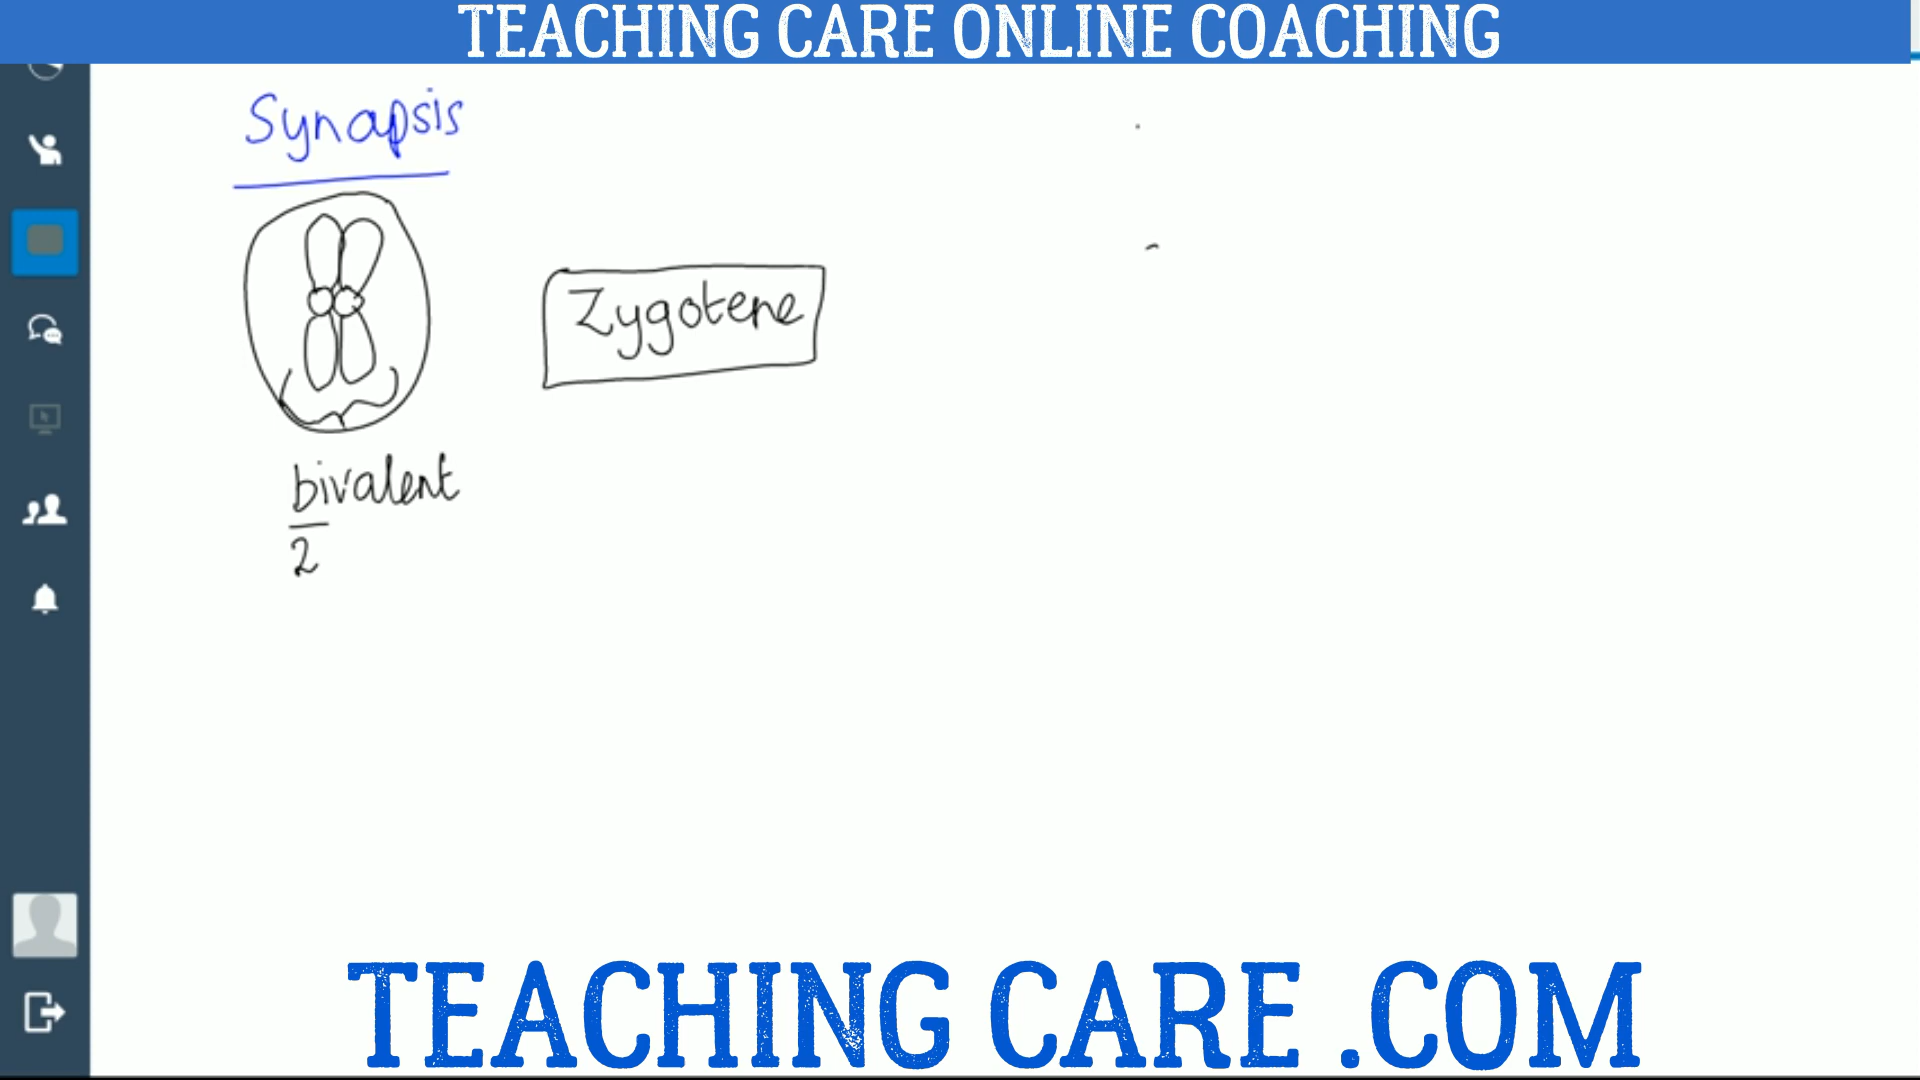 TEACHING CARE ONLINE COACHING
Synapsis
Zygotene
bivalent
2
TEACHING CARE .COM